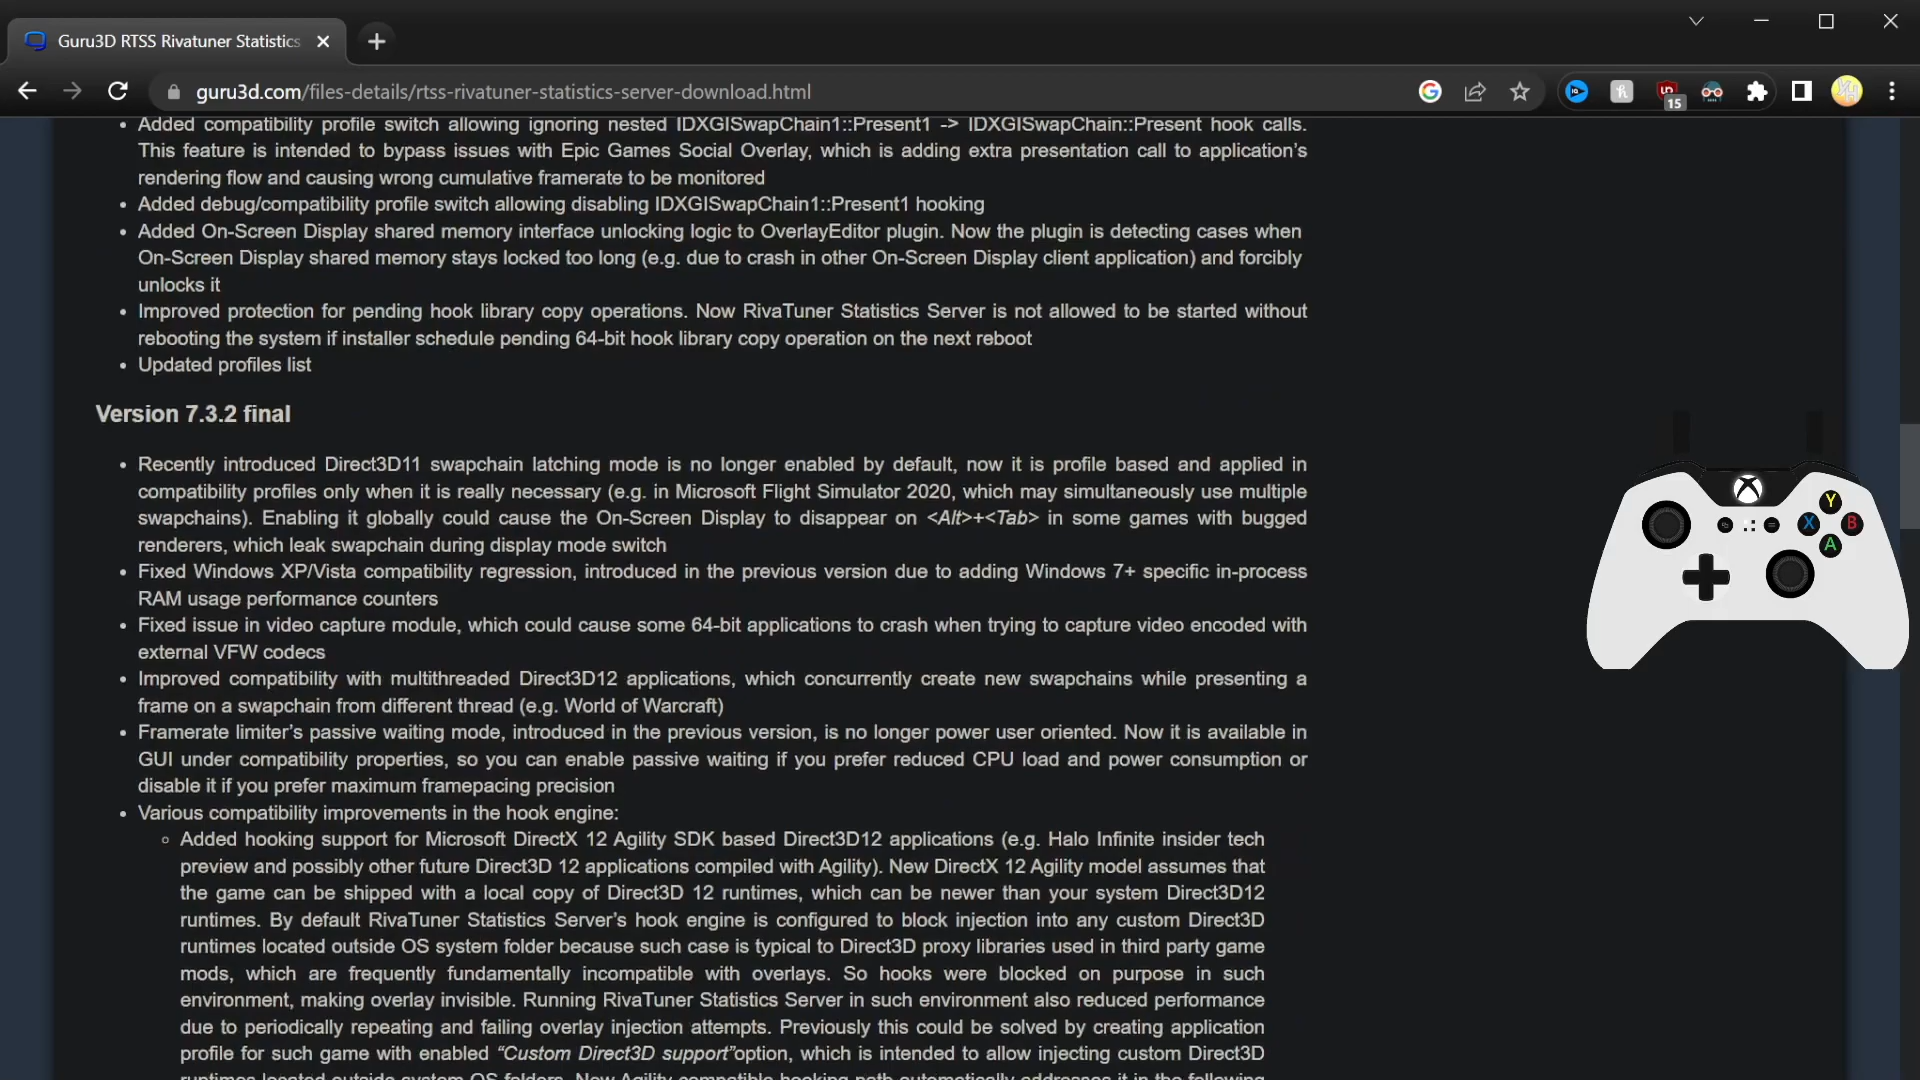 Guru3D RTSS Rivatuner Statistics
guru3d.com/files-details/rtss-rivatuner-statistics-server-download.html
15
• Added compatibility profile switch allowing ignoring nested IDXGISwapChain1::Present1 -> IDXGISwapChain::Present hook calls.
This feature is intended to bypass issues with Epic Games Social Overlay, which is adding extra presentation call to application's
rendering flow and causing wrong cumulative framerate to be monitored
• Added debug/compatibility profile switch allowing disabling IDXGISwapChain1::Present1 hooking
• Added On-Screen Display shared memory interface unlocking logic to OverlayEditor plugin. Now the plugin is detecting cases when
On-Screen Display shared memory stays locked too long (e.g. due to crash in other On-Screen Display client application) and forcibly
unlocks it
• Improved protection for pending hook library copy operations. Now RivaTuner Statistics Server is not allowed to be started without
rebooting the system if installer schedule pending 64-bit hook library copy operation on the next reboot
• Updated profiles list
Version 7.3.2 final
• Recently introduced Direct3D11 swapchain latching mode is no longer enabled by default, now it is profile based and applied in
compatibility profiles only when it is really necessary (e.g. in Microsoft Flight Simulator 2020, which may simultaneously use multiple
swapchains). Enabling it globally could cause the On-Screen Display to disappear on <Alt>+<Tab> in some games with bugged
renderers, which leak swapchain during display mode switch
• Fixed Windows XP/Vista compatibility regression, introduced in the previous version due to adding Windows 7+ specific in-process
RAM usage performance counters
• Fixed issue in video capture module, which could cause some 64-bit applications to crash when trying to capture video encoded with
external VFW codecs
• Improved compatibility with multithreaded Direct3D12 applications, which concurrently create new swapchains while presenting a
frame on a swapchain from different thread (e.g. World of Warcraft)
• Framerate limiter's passive waiting mode, introduced in the previous version, is no longer power user oriented. Now it is available in
GUI under compatibility properties, so you can enable passive waiting if you prefer reduced CPU load and power consumption or
disable it if you prefer maximum framepacing precision
• Various compatibility improvements in the hook engine:
◦ Added hooking support for Microsoft DirectX 12 Agility SDK based Direct3D12 applications (e.g. Halo Infinite insider tech
preview and possibly other future Direct3D 12 applications compiled with Agility). New DirectX 12 Agility model assumes that
the game can be shipped with a local copy of Direct3D 12 runtimes, which can be newer than your system Direct3D12
runtimes. By default RivaTuner Statistics Server's hook engine is configured to block injection into any custom Direct3D
runtimes located outside OS system folder because such case is typical to Direct3D proxy libraries used in third party game
mods, which are frequently fundamentally incompatible with overlays. So hooks were blocked on purpose in such
environment, making overlay invisible. Running RivaTuner Statistics Server in such environment also reduced performance
due to periodically repeating and failing overlay injection attempts. Previously this could be solved by creating application
profile for such game with enabled “Custom Direct3D support”option, which is intended to allow injecting custom Direct3D
runtimes located outside system OS folders. New Agility compatible hooking path automatically addresses it in the following
Y
X
B
A